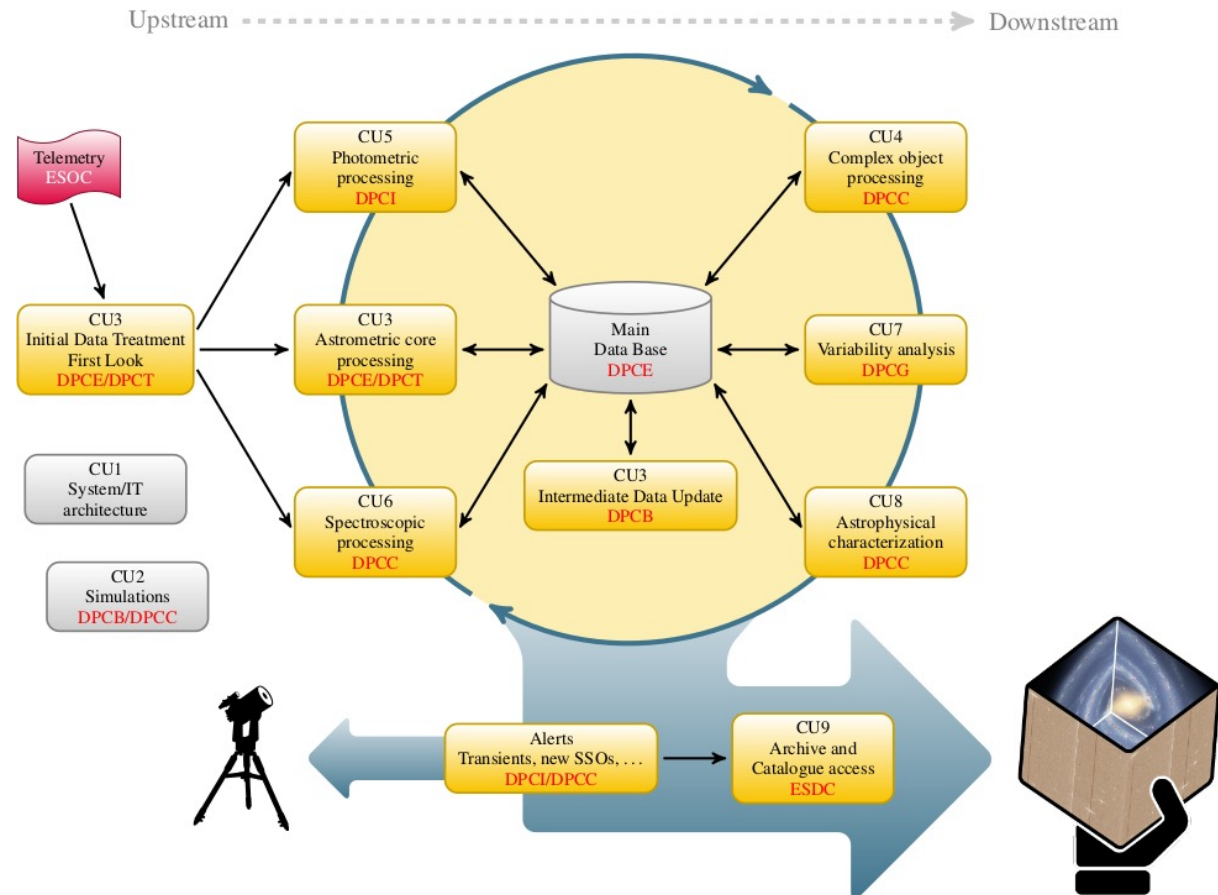 Upstream
Downstream
Telemetry
ESOC
CU5
Photometric
processing
DPCI
CU4
Complex object
processing
DPCC
CU3
Initial Data Treatment
First Look
DPCE/DPCT
CU3
Astrometric core
processing
DPCE/DPCT
Main
Data Base
DPCE
CU7
Variability analysis
DPCG
CU1
System/IT
architecture
CU6
Spectroscopic
processing
DPCC
CU3
Intermediate Data Update
DPCB
CU8
Astrophysical
characterization
DPCC
CU2
Simulations
DPCB/DPCC
Alerts
Transients, new SSOs, . . .
DPCI/DPCC
CU9
Archive and
Catalogue access
ESDC